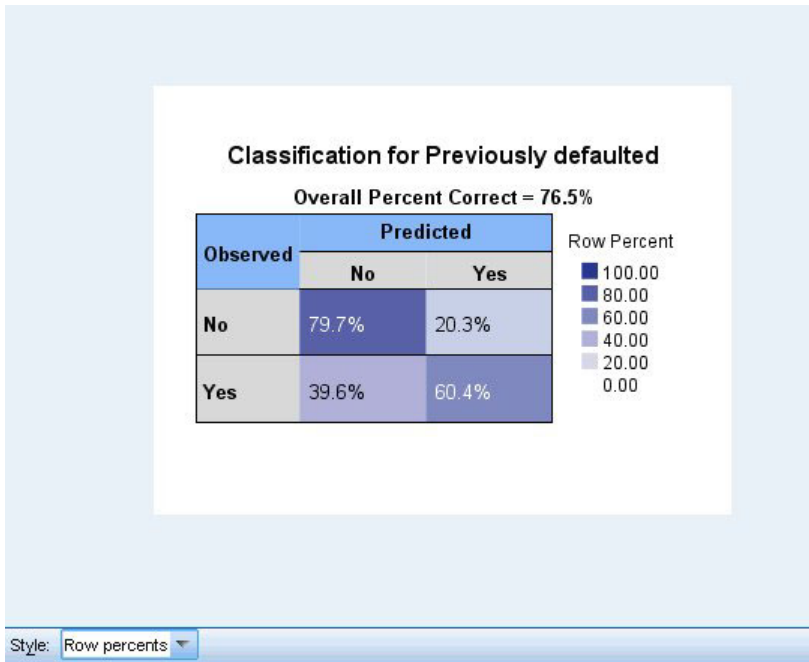 Classification for Previously defaulted
Overall Percent Correct = 76.5%
Observed
Predicted
No Yes
No 79.7% 20.3%
Yes 39.6% 60.4%
Row Percent
100.00
80.00
60.00
40.00
20.00
0.00
Style: Row percents